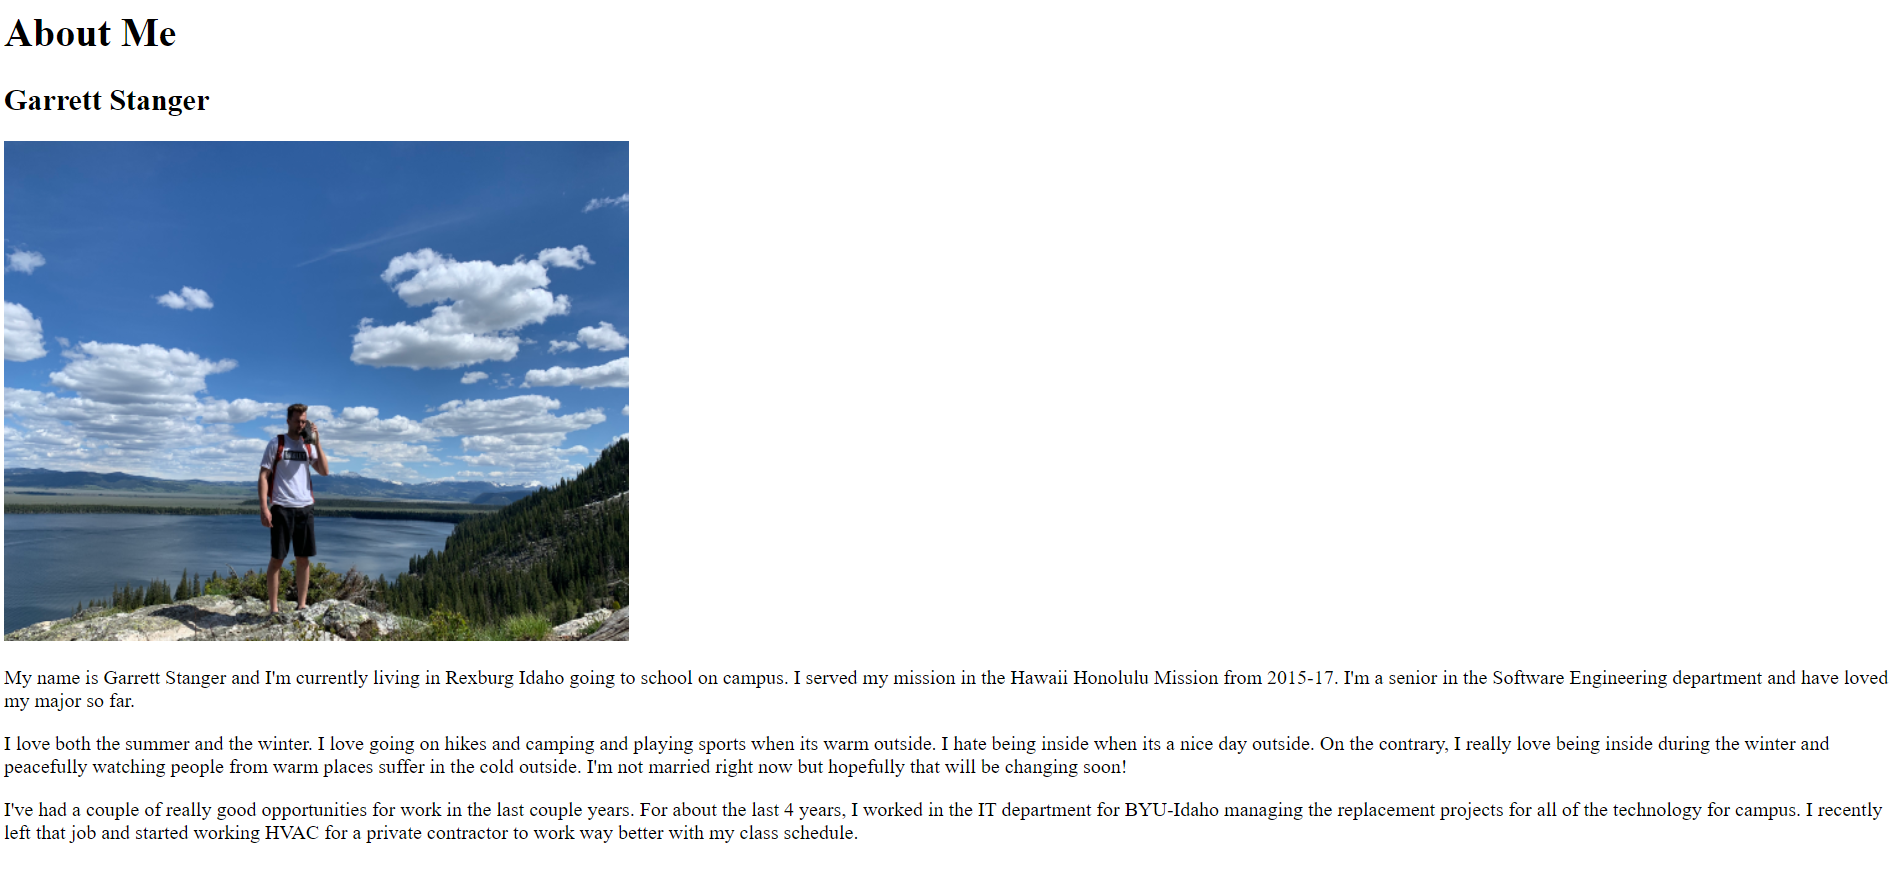 About Me
Garrett Stanger
My name is Garrett Stanger and I'm currently living in Rexburg Idaho going to school on campus. I served my mission in the Hawaii Honolulu Mission from 2015-17. I'm a senior in the Software Engineering department and have loved
my major so far.
I love both the summer and the winter. I love going on hikes and camping and playing sports when its warm outside. I hate being inside when its a nice day outside. On the contrary, I really love being inside during the winter and
peacefully watching people from warm places suffer in the cold outside. I'm not married right now but hopefully that will be changing soon!
I've had a couple of really good opportunities for work in the last couple years. For about the last 4 years, I worked in the IT department for BYU-Idaho managing the replacement projects for all of the technology for campus. I recently
left that job and started working HVAC for a private contractor to work way better with my class schedule.